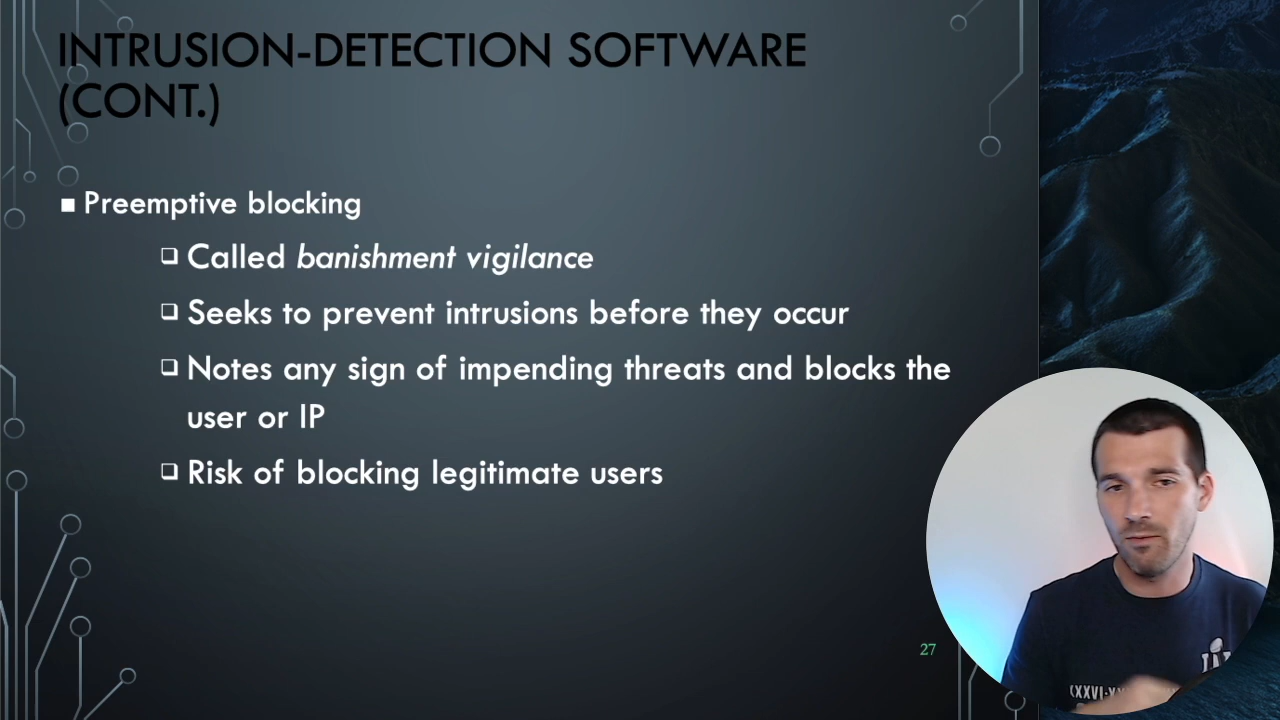 INTRUSION-DETECTION SOFTWARE
(CONT.)
Preemptive blocking
Called banishment vigilance
Seeks to prevent intrusions before they occur
Notes any sign of impending threats and blocks the
user or IP
Risk of blocking legitimate users
27